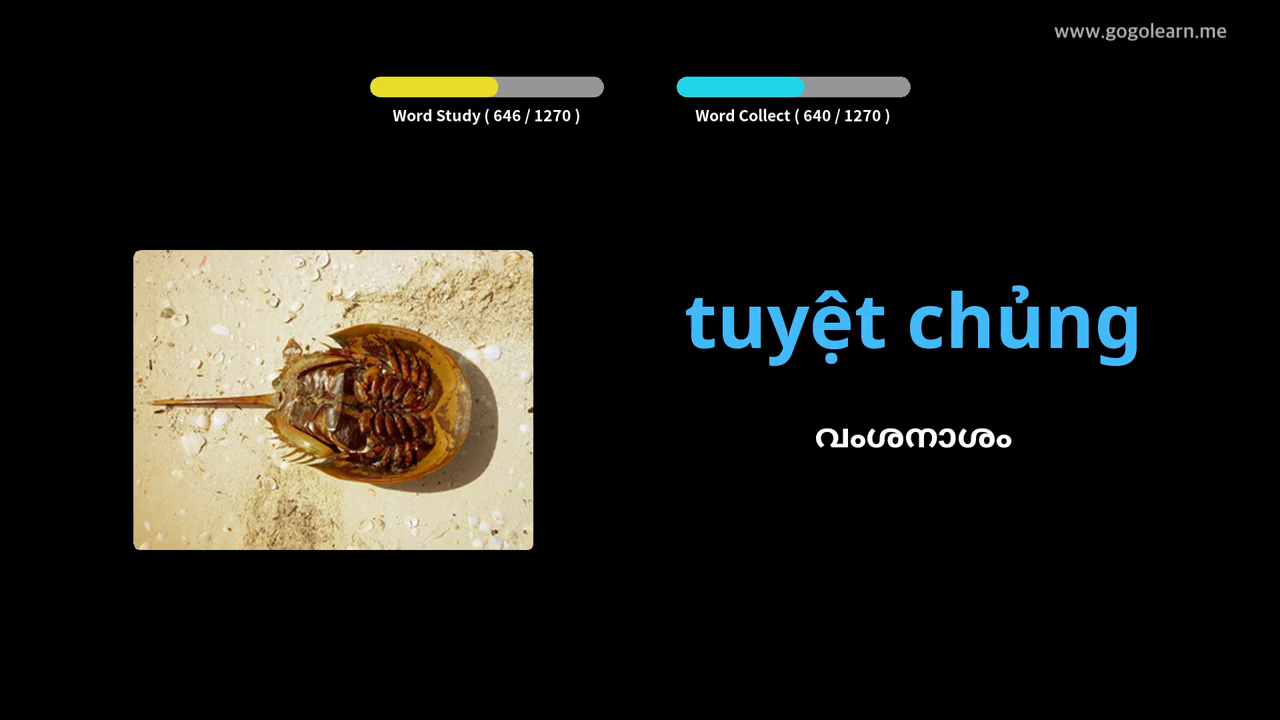 www.gogolearn.me
Word Study ( 646 / 1270 )
Word Collect ( 640 / 1270 )
tuyệt chủng
വംശനാശം